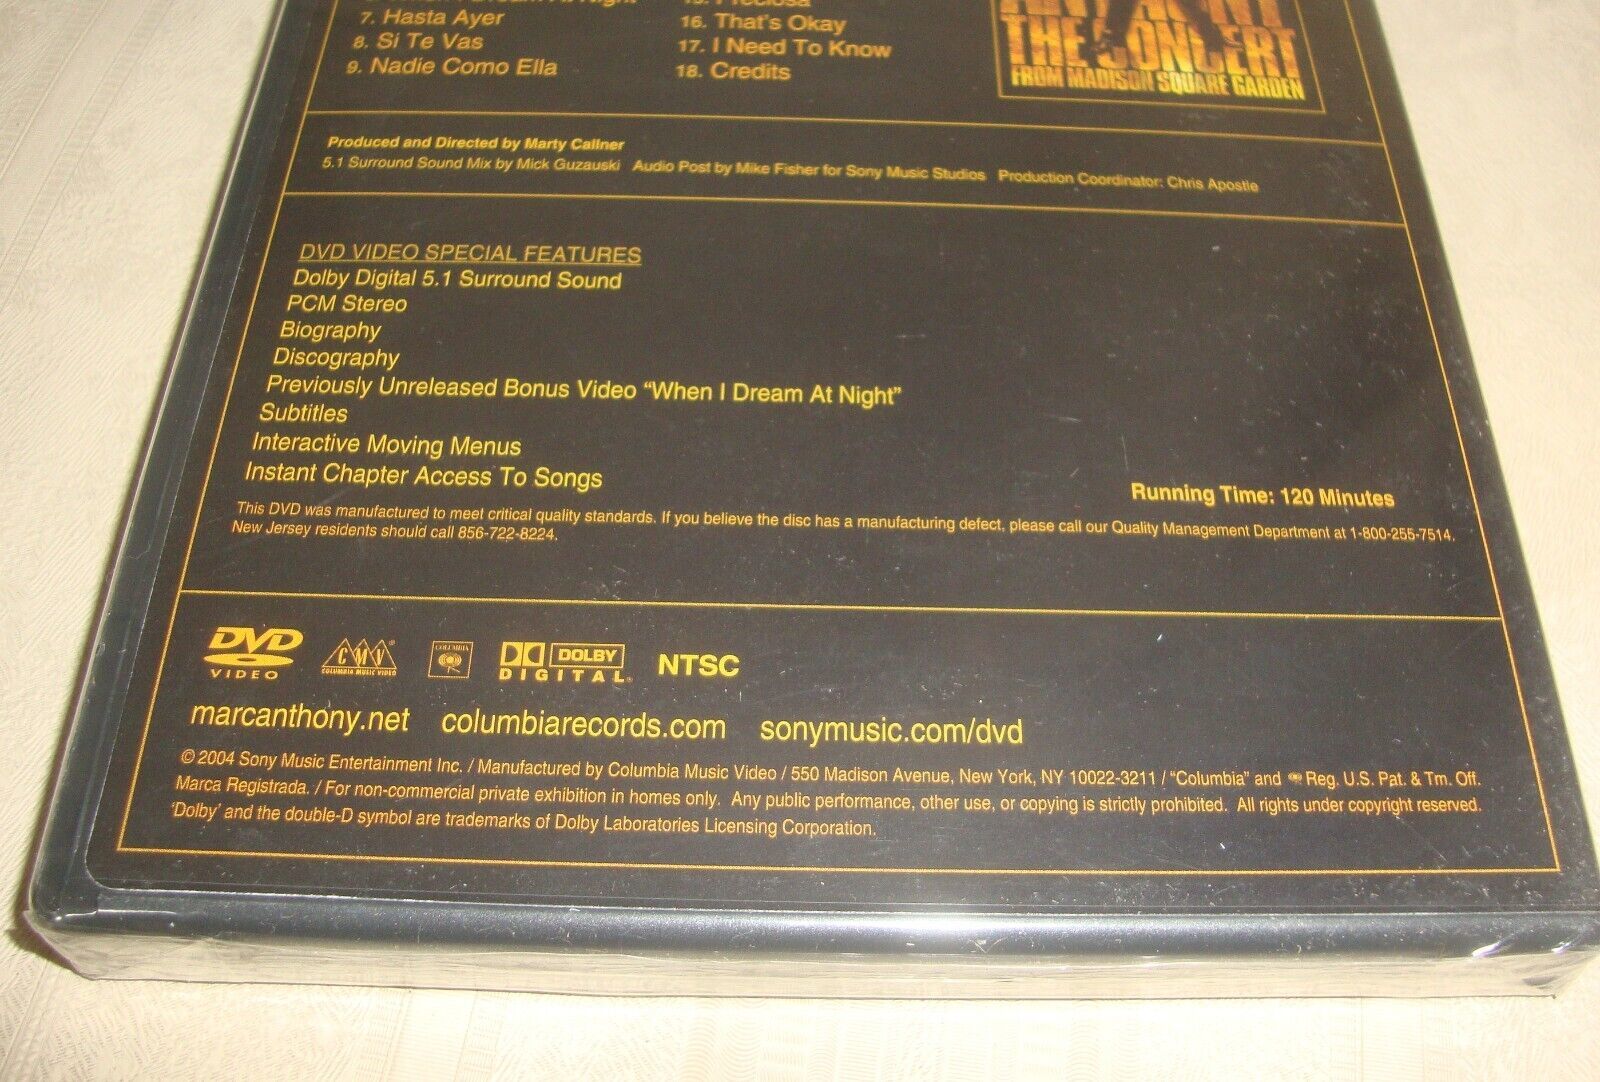 Dream At Night
7. Hasta Ayer
8. Si Te Vas
9. Nadie Como Ella
15. Preciosa
16. That's Okay
17. I Need To Know
18. Credits
THE CONCERT
FROM MADISON SQUARE GARDEN
Produced and Directed by Marty Callner
5.1 Surround Sound Mix by Mick Guzauski Audio Post by Mike Fisher for Sony Music Studios Production Coordinator: Chris Apostle
DVD VIDEO SPECIAL FEATURES
Dolby Digital 5.1 Surround Sound
PCM Stereo
Biography
Discography
Previously Unreleased Bonus Video “When I Dream At Night”
Subtitles
Interactive Moving Menus
Instant Chapter Access To Songs
Running Time: 120 Minutes
This DVD was manufactured to meet critical quality standards. If you believe the disc has a manufacturing defect, please call our Quality Management Department at 1-800-255-7514.
New Jersey residents should call 856-722-8224.
DVD
VIDEO
CMV®
COLUMBIA MUSIC VIDEO
COLUMBIA
DOLBY
DIGITAL®
NTSC
marcanthony.net columbiarecords.com sonymusic.com/dvd
© 2004 Sony Music Entertainment Inc. / Manufactured by Columbia Music Video / 550 Madison Avenue, New York, NY 10022-3211 / “Columbia” and Reg. U.S. Pat. & Tm. Off.
Marca Registrada. / For non-commercial private exhibition in homes only. Any public performance, other use, or copying is strictly prohibited. All rights under copyright reserved.
'Dolby' and the double-D symbol are trademarks of Dolby Laboratories Licensing Corporation.